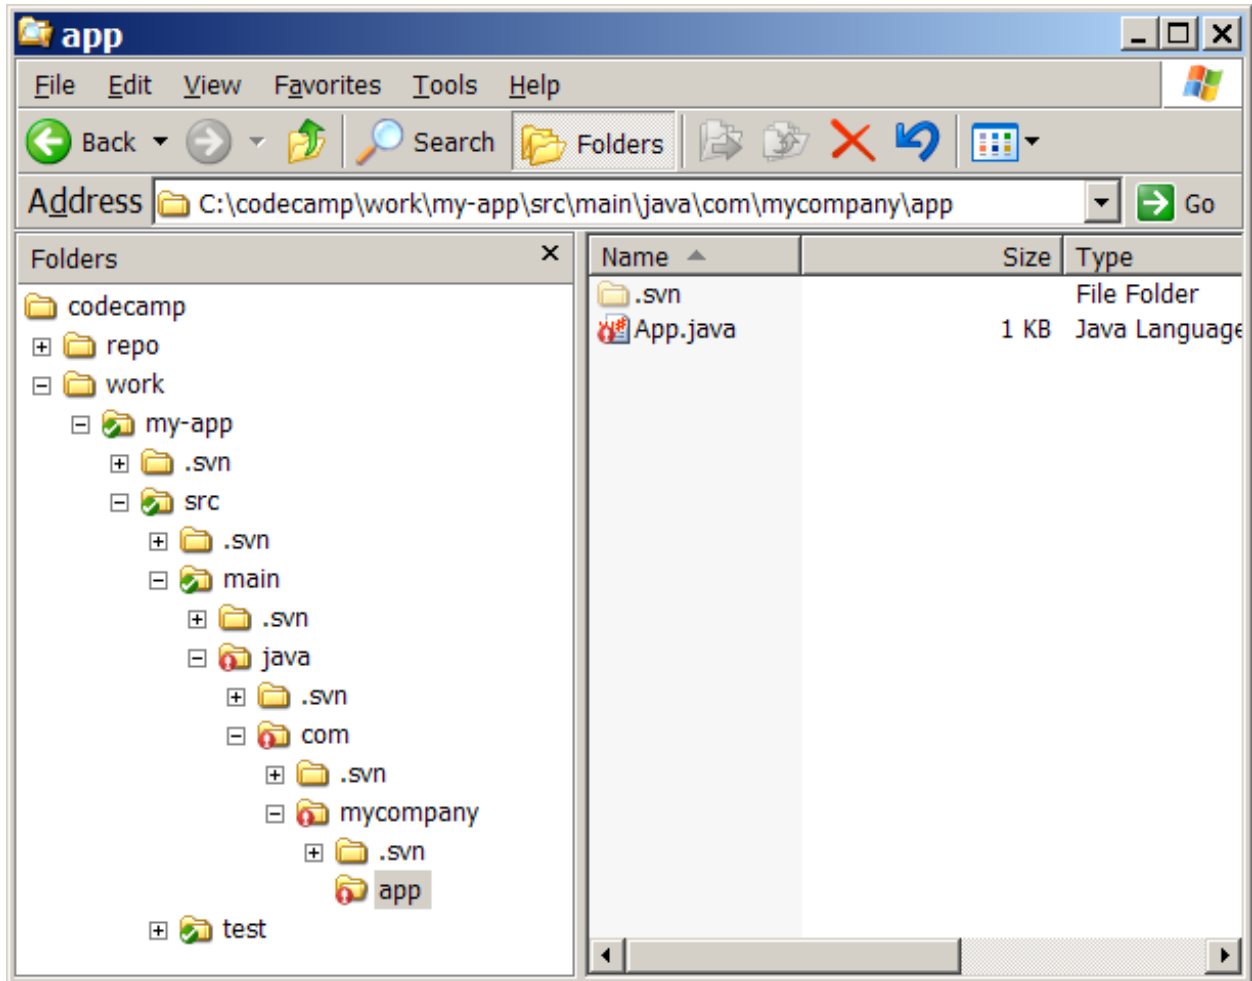 app
File Edit View Favorites Tools Help
Back Search Folders
Address C:\codecamp\work\my-app\src\main\java\com\mycompany\app Go
Folders
codecamp
repo
work
my-app
.svn
src
.svn
main
.svn
java
.svn
com
.svn
mycompany
.svn
app
test
Name Size Type
.svn File Folder
App.java 1 KB Java Language